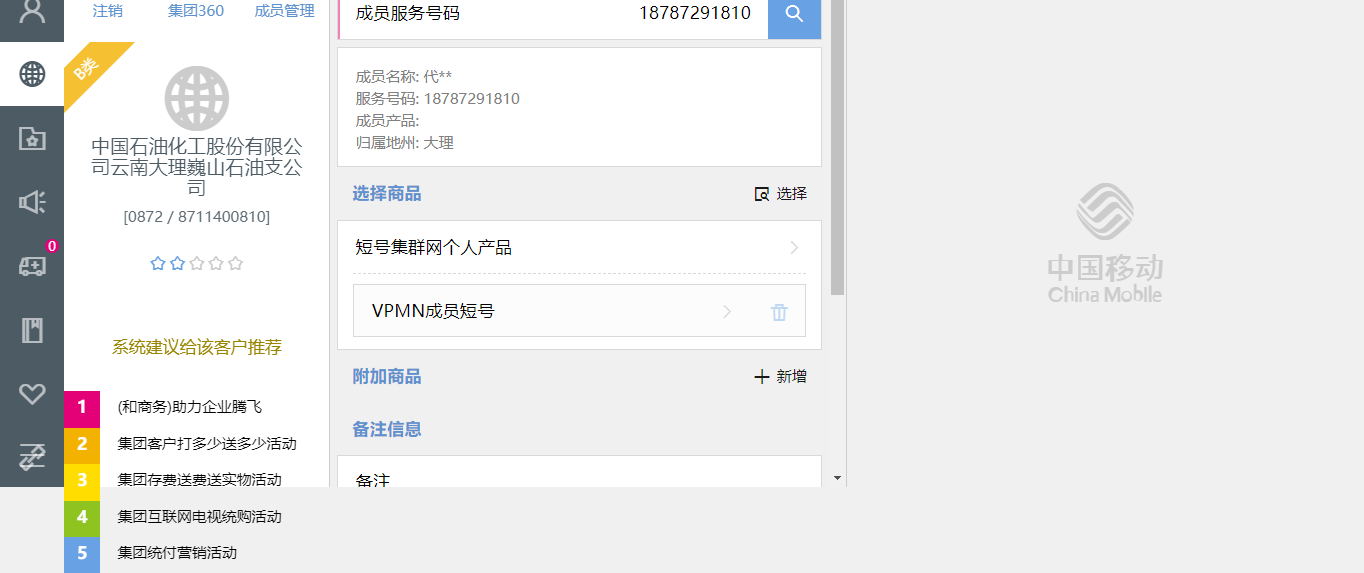 注销 集团360 成员管理
B类
中国石油化工股份有限公
司云南大理巍山石油支公
司
[0872 / 8711400810]
0
系统建议给该客户推荐
1 (和商务)助力企业腾飞
2 集团客户打多少送多少活动
3 集团存费送费送实物活动
4 集团互联网电视统购活动
5 集团统付营销活动
成员服务号码 18787291810
成员名称: 代**
服务号码: 18787291810
成员产品:
归属地州: 大理
选择商品 选择
短号集群网个人产品
VPMN成员短号
附加商品 新增
备注信息
备注
中国移动
China Mobile